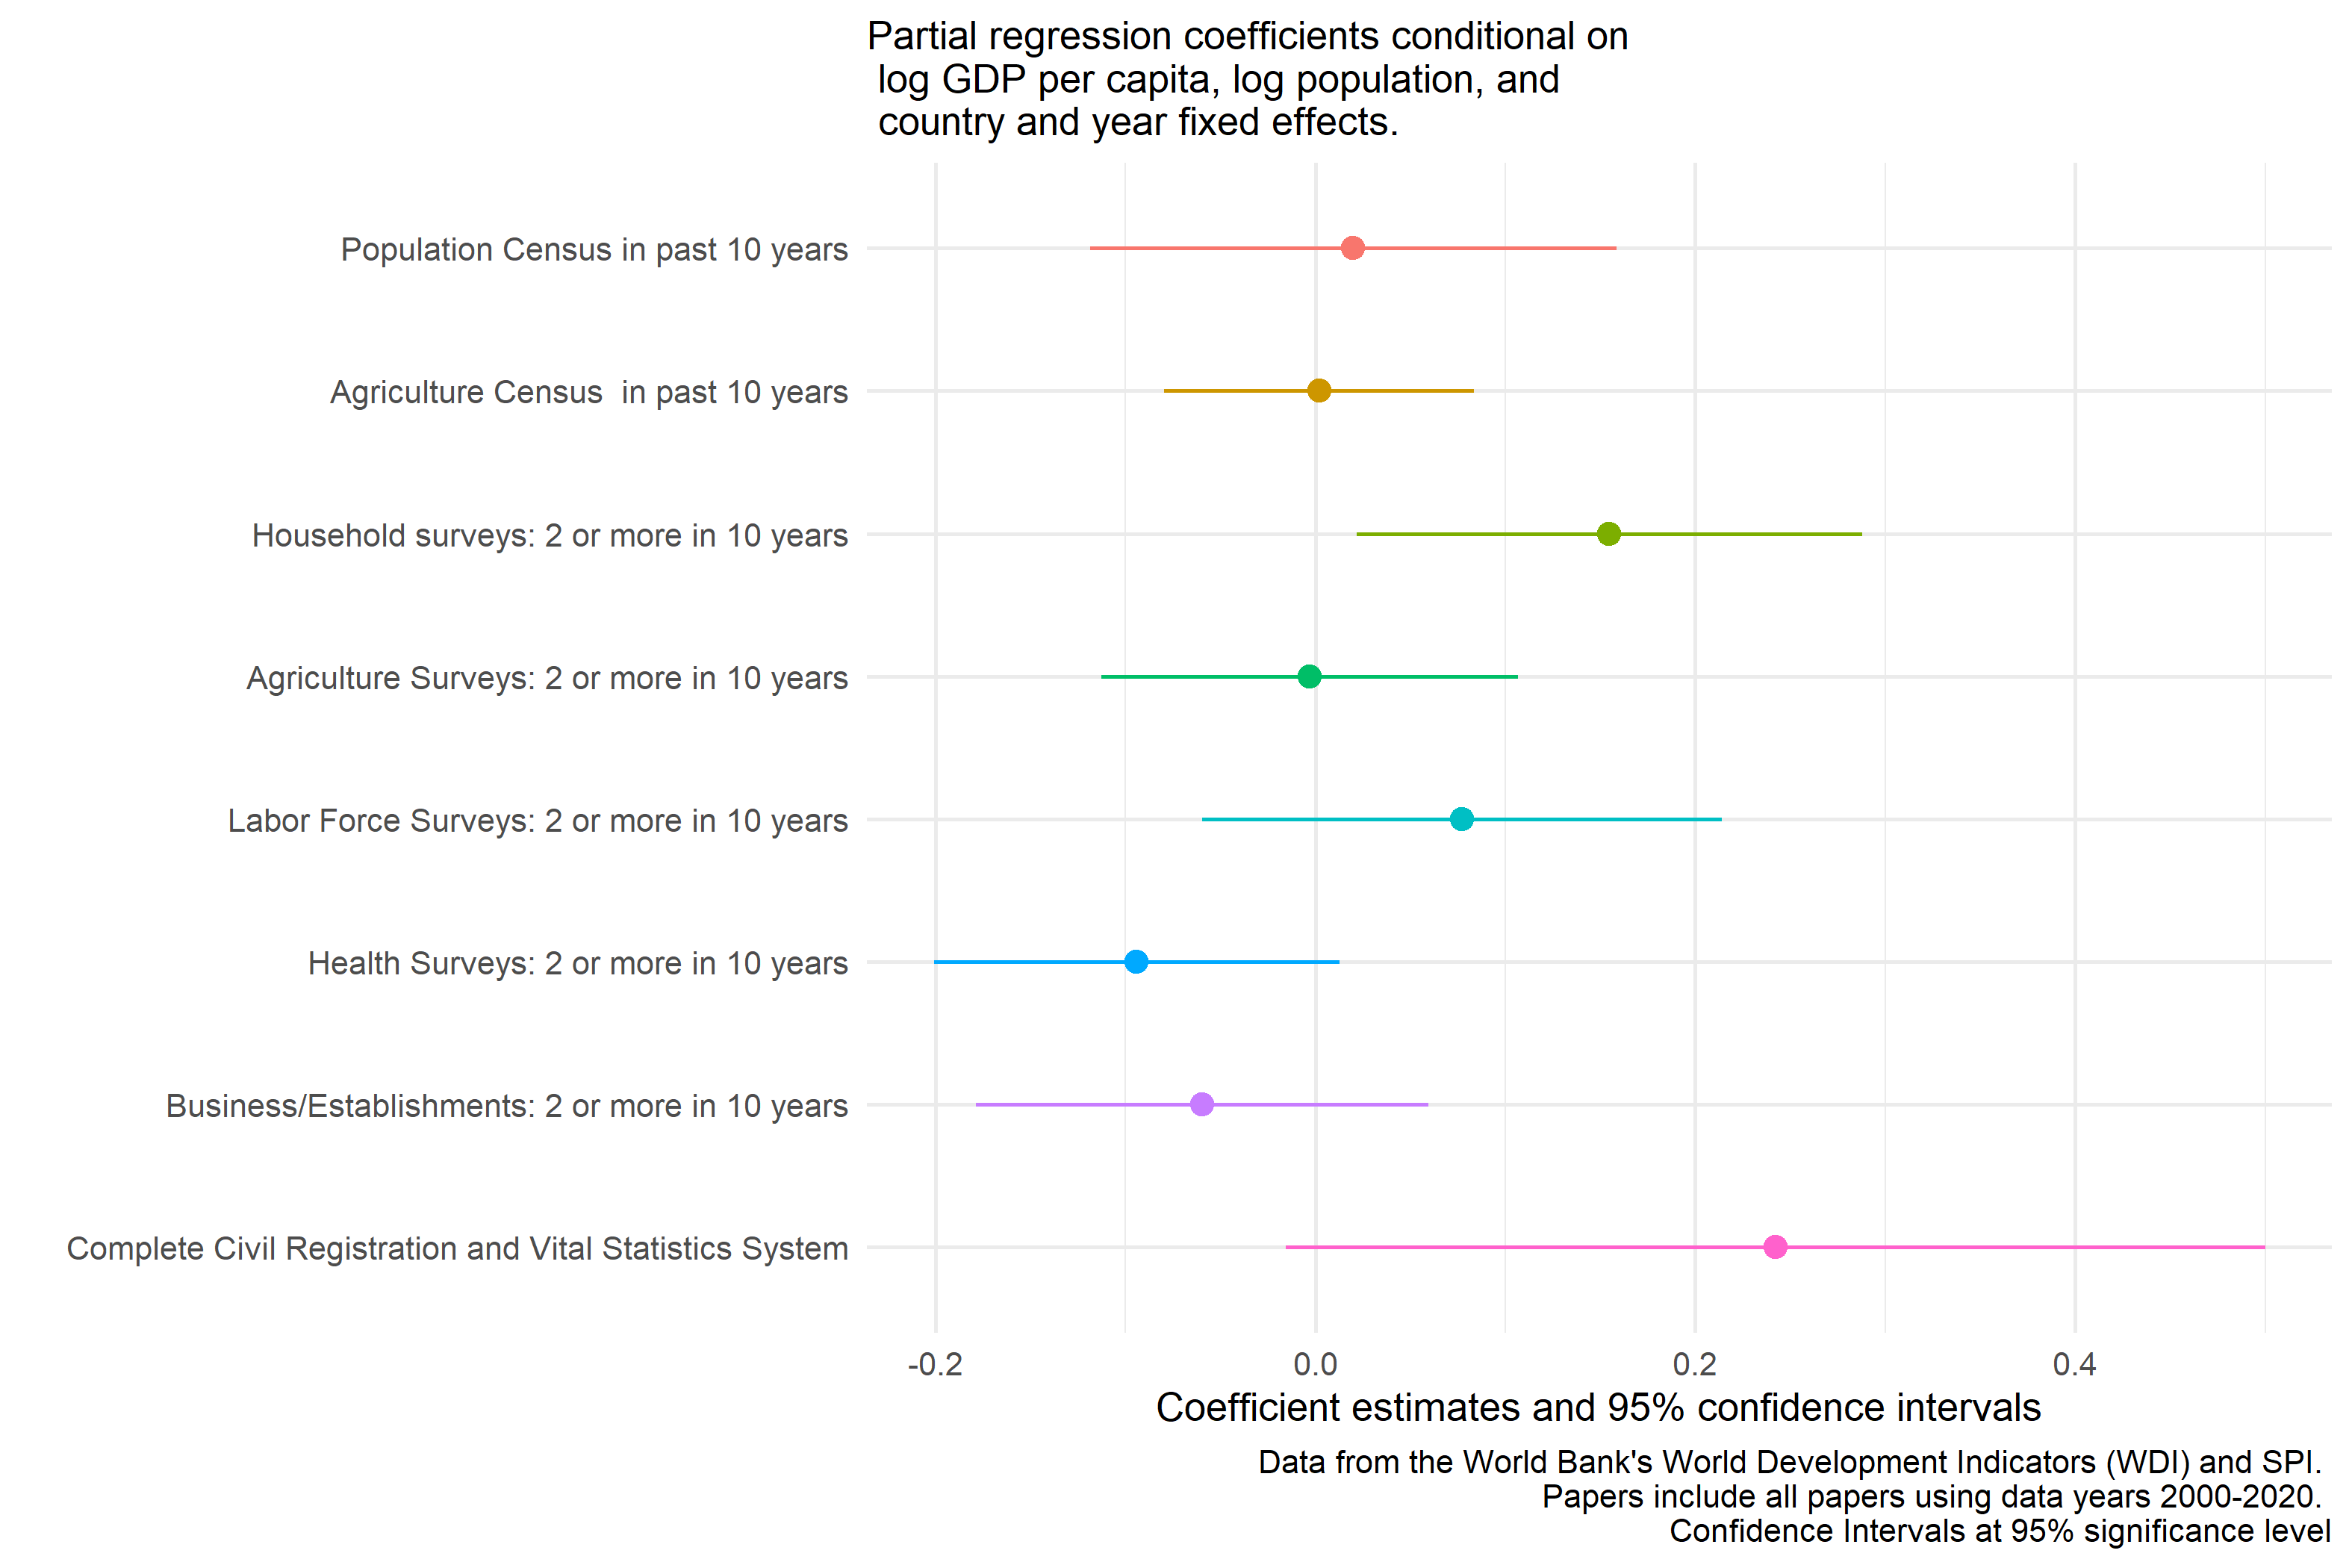 Partial regression coefficients conditional on
log GDP per capita, log population, and
country and year fixed effects.
Population Census in past 10 years
Agriculture Census  in past 10 years
Household surveys: 2 or more in 10 years
Agriculture Surveys: 2 or more in 10 years
Labor Force Surveys: 2 or more in 10 years
Health Surveys: 2 or more in 10 years
Business/Establishments: 2 or more in 10 years
Complete Civil Registration and Vital Statistics System
-0.2 0.0 0.2 0.4
Coefficient estimates and 95% confidence intervals
Data from the World Bank's World Development Indicators (WDI) and SPI.
Papers include all papers using data years 2000-2020.
Confidence Intervals at 95% significance level